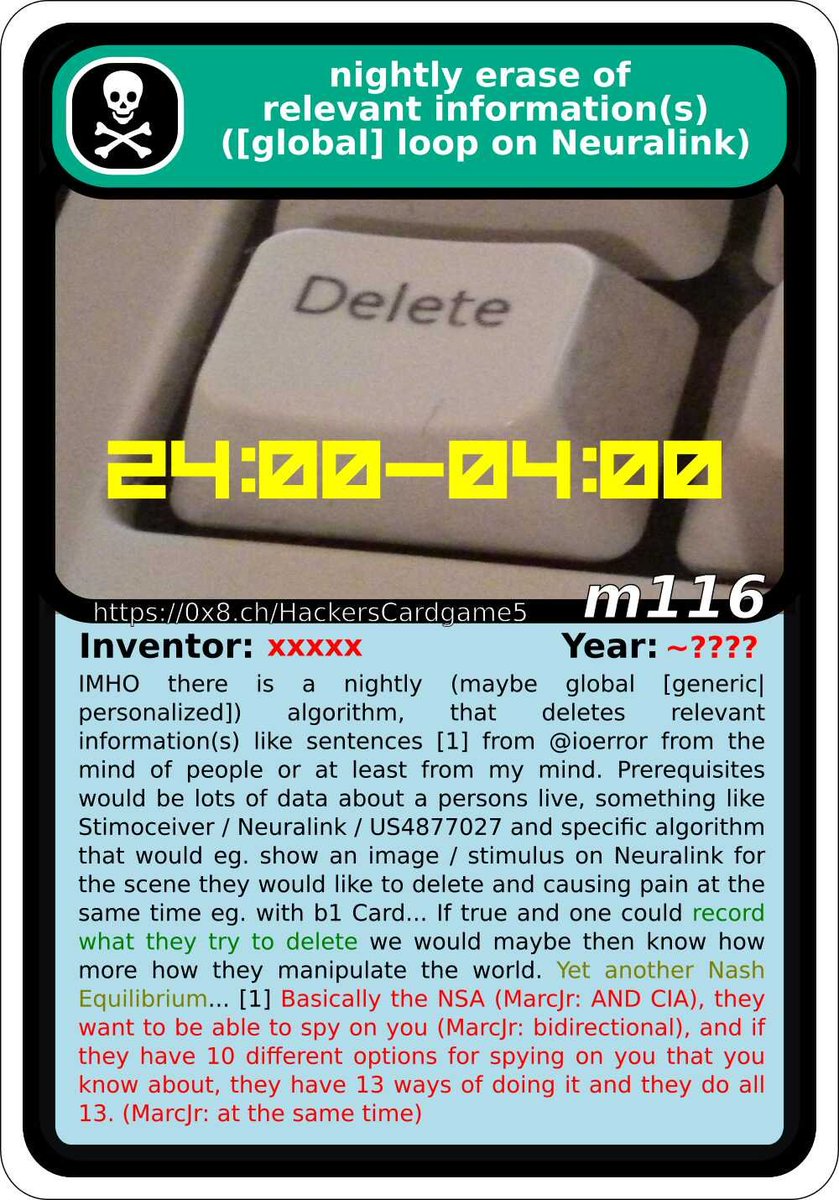 nightly erase of
relevant information(s)
([global] loop on Neuralink)
Delete
24:00-04:00
m116
https://0x8.ch/HackersCardgame5
Inventor: xxxxx Year: ~????
IMHO there is a nightly (maybe global [generic|
personalized]) algorithm, that deletes relevant
information(s) like sentences [1] from @ioerror from the
mind of people or at least from my mind. Prerequisites
would be lots of data about a persons live, something like
Stimoceiver / Neuralink / US4877027 and specific algorithm
that would eg. show an image / stimulus on Neuralink for
the scene they would like to delete and causing pain at the
same time eg. with b1 Card... If true and one could record
what they try to delete we would maybe then know how
more how they manipulate the world. Yet another Nash
Equilibrium... [1] Basically the NSA (MarcJr: AND CIA), they
want to be able to spy on you (MarcJr: bidirectional), and if
they have 10 different options for spying on you that you
know about, they have 13 ways of doing it and they do all
13. (MarcJr: at the same time)